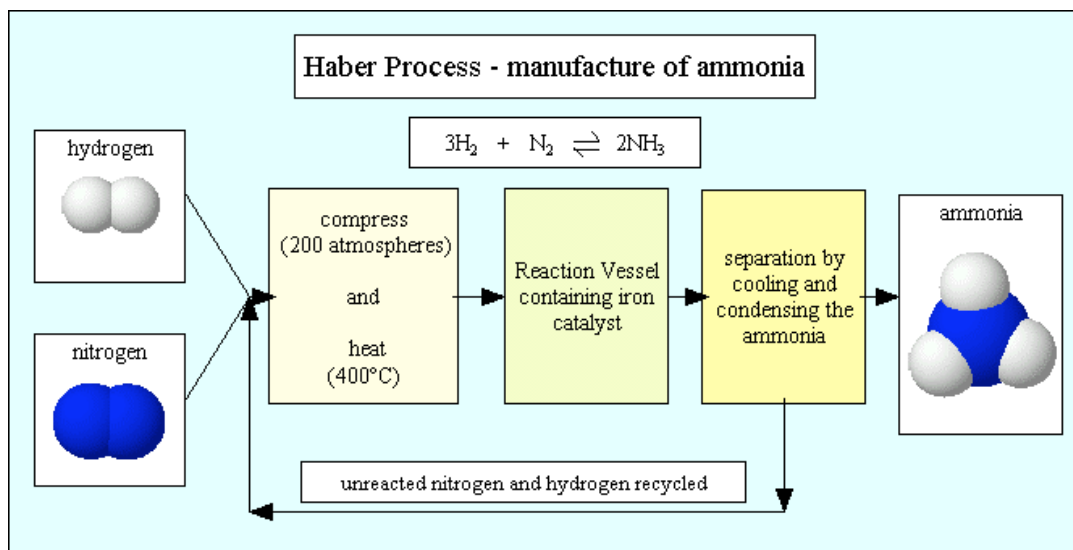 Haber Process - manufacture of ammonia
3H₂ + N₂ ⇌ 2NH₃
hydrogen
nitrogen
compress
(200 atmospheres)
and
heat
(400°C)
Reaction Vessel
containing iron
catalyst
separation by
cooling and
condensing the
ammonia
ammonia
unreacted nitrogen and hydrogen recycled